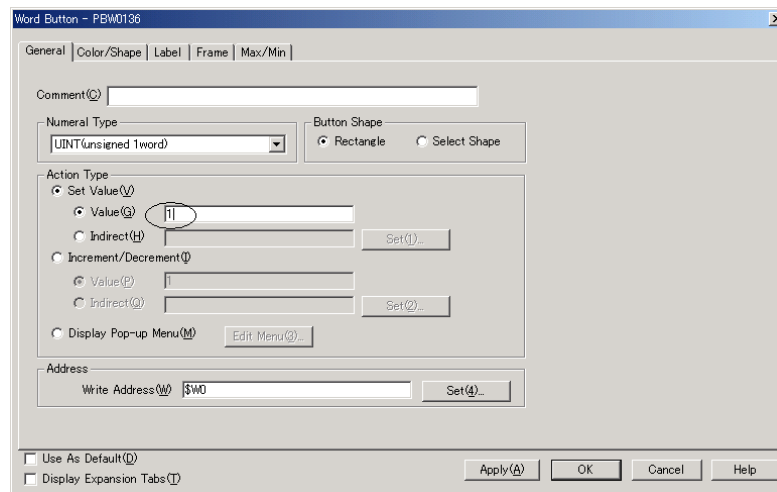 Word Button - PBW0136
General Color/Shape Label Frame Max/Min
Comment(C)
Numeral Type
UINT(unsigned 1word)
Button Shape
Rectangle Select Shape
Action Type
Set Value(V)
Value(G) 1
Indirect(H) Set(1)...
Increment/Decrement(I)
Value(P) 1
Indirect(Q) Set(2)...
Display Pop-up Menu(M) Edit Menu(3)...
Address
Write Address(W) $W0 Set(4)...
Use As Default(D)
Display Expansion Tabs(T)
Apply(A) OK Cancel Help